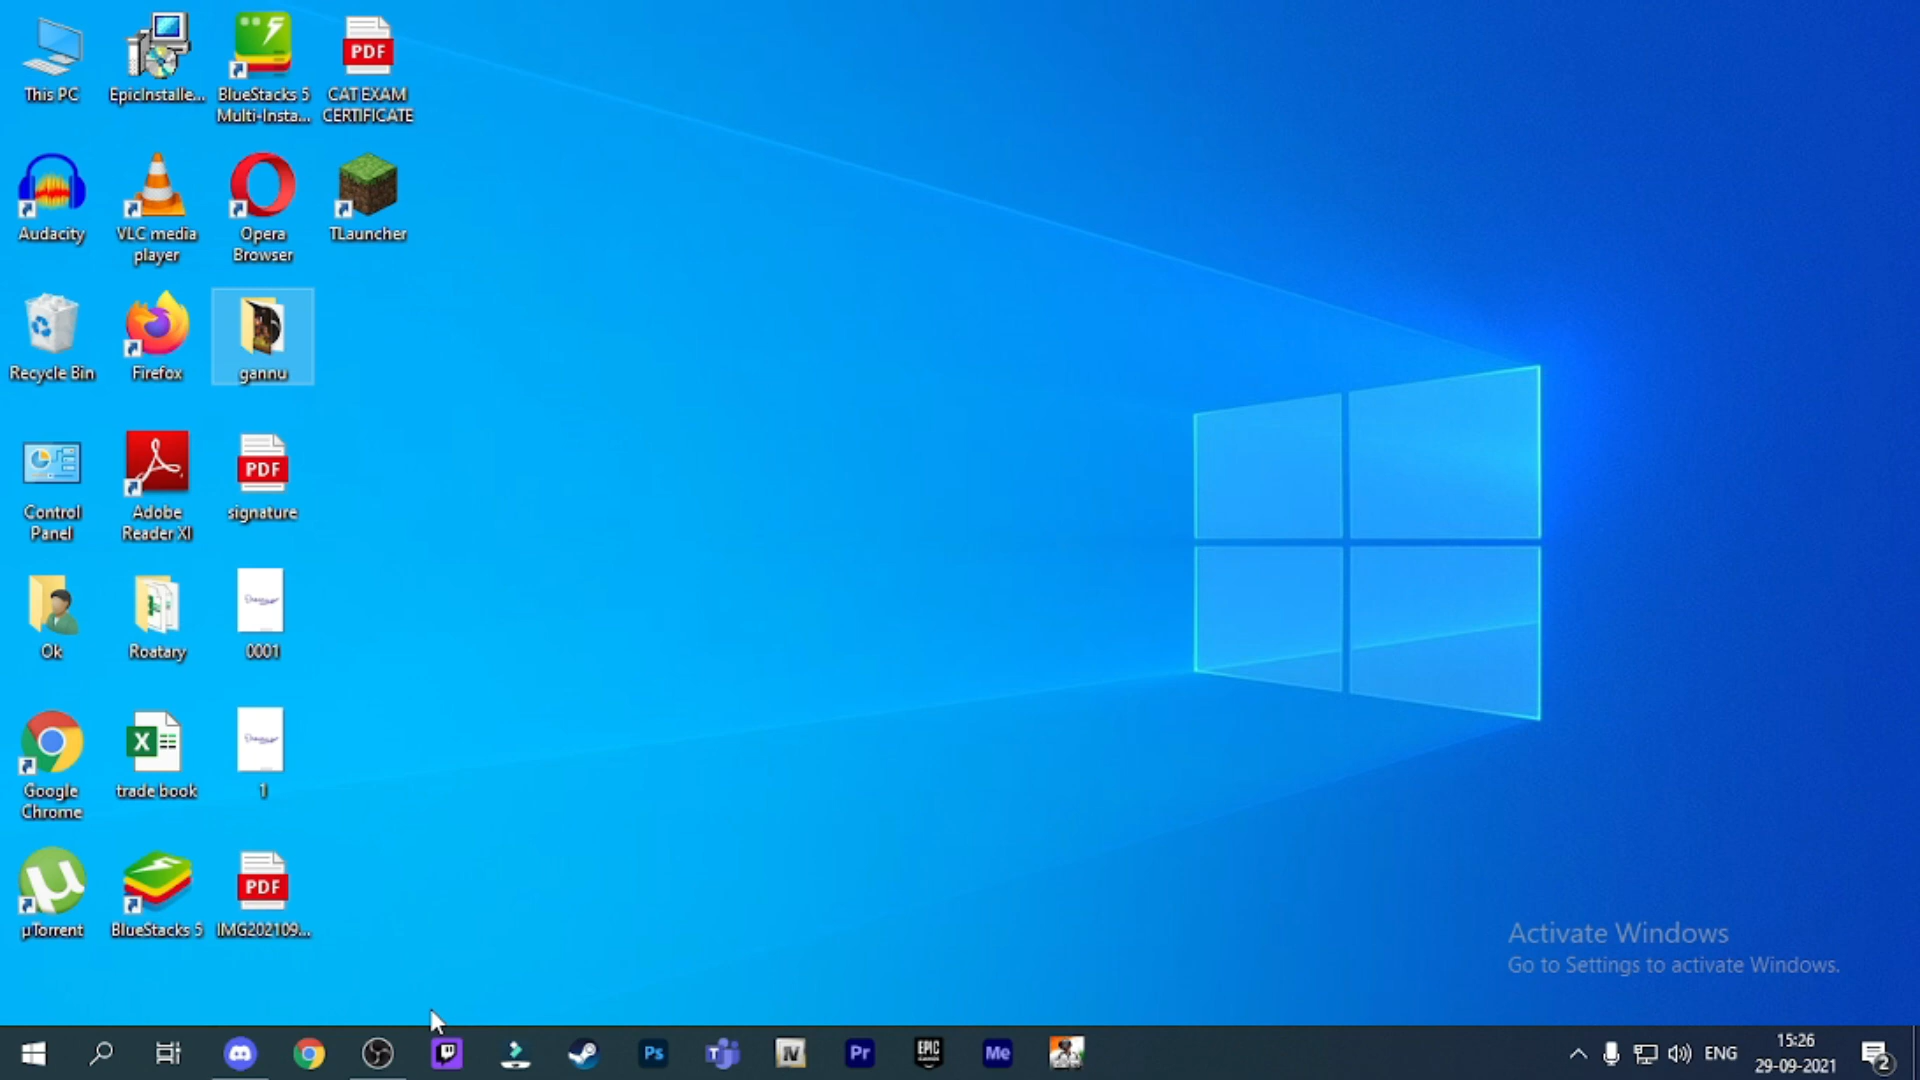 This PC
EpicInstalle...
BlueStacks 5
Multi-Insta...
PDF
CAT EXAM
CERTIFICATE
Audacity
VLC media
player
Opera
Browser
TLauncher
Recycle Bin
Firefox
gannu
Control
Panel
Adobe
Reader XI
PDF
signature
Ok
Roatary
0001
Google
Chrome
X
trade book
1
µTorrent
BlueStacks 5
PDF
IMG202109...
Activate Windows
Go to Settings to activate Windows.
Ps
T
IV
Pr
EPIC
Me
ENG
15:26
29-09-2021
2